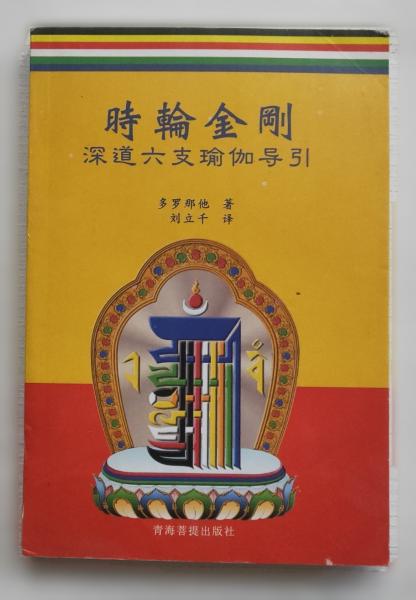 時輪金剛
深道六支瑜伽导引
多罗那他 著
刘立千 译
青海菩提出版社